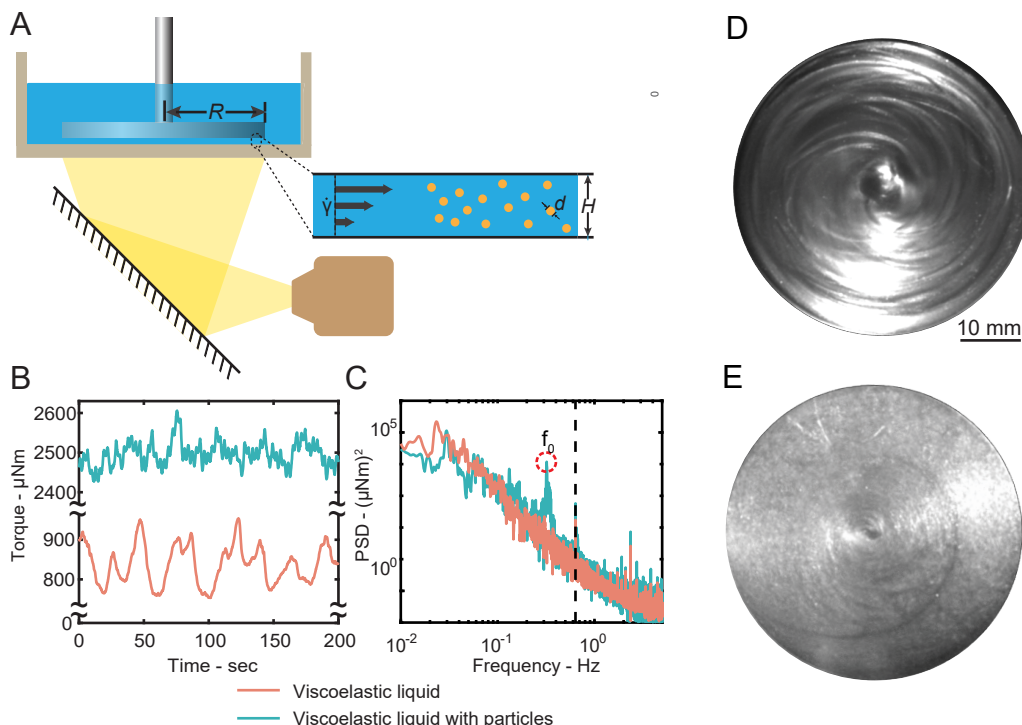 A
R
γ̇
d
H
0
D
10 mm
B
Torque - μNm
2600
2500
2400
900
800
0
0 50 100 150 200
Time - sec
C
PSD - (μNm)²
10⁵
10⁰
f₀
10⁻² 10⁻¹ 10⁰
Frequency - Hz
E
Viscoelastic liquid
Viscoelastic liquid with particles